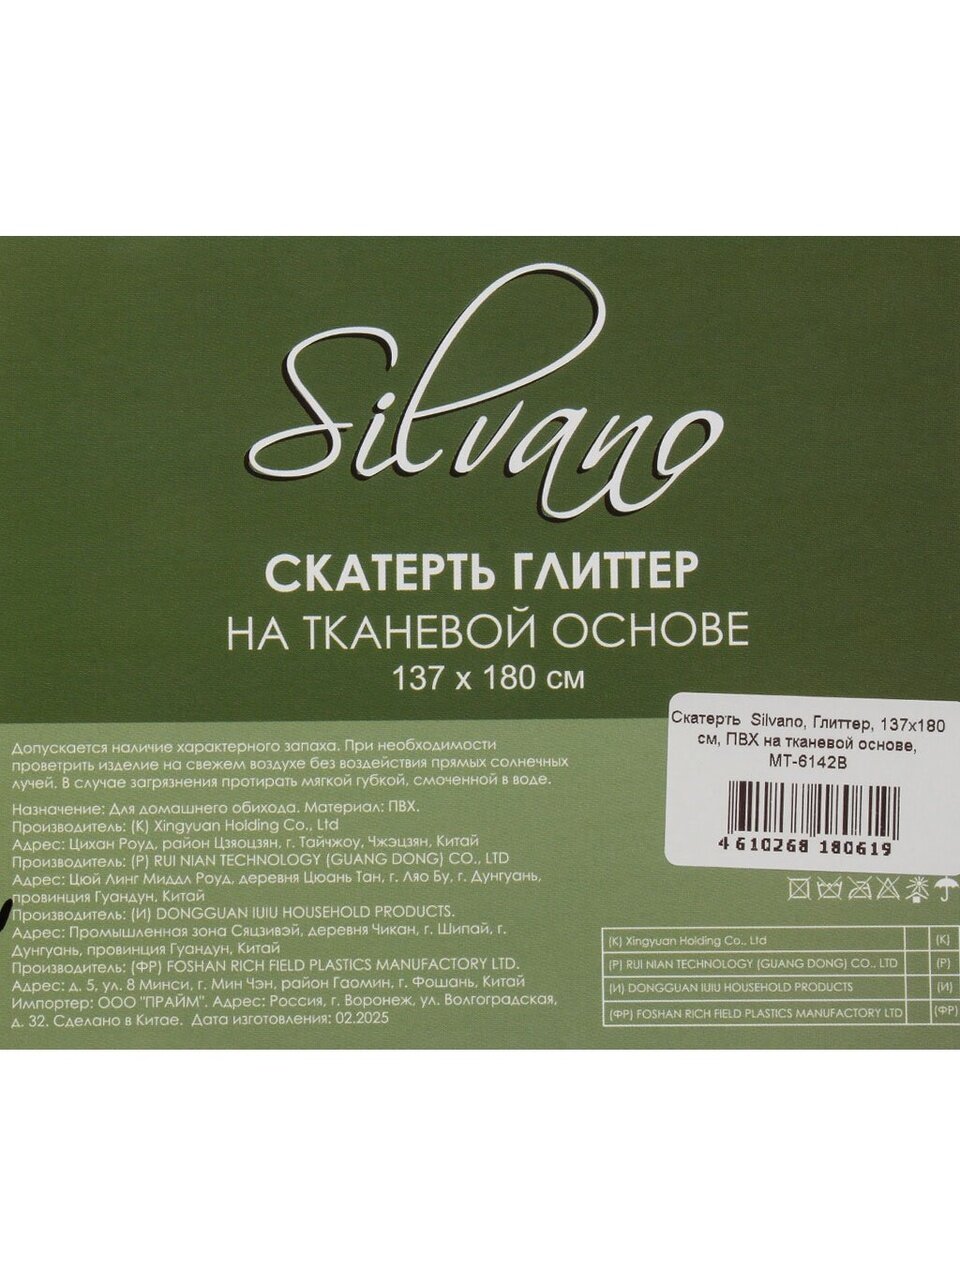 Silvano
СКАТЕРТЬ ГЛИТТЕР
НА ТКАНЕВОЙ ОСНОВЕ
137 х 180 см
Скатерть Silvano, Глиттер, 137х180
см, ПВХ на тканевой основе,
МТ-6142В
4 610268 180619
Допускается наличие характерного запаха. При необходимости
проветрить изделие на свежем воздухе без воздействия прямых солнечных
лучей. В случае загрязнения протирать мягкой губкой, смоченной в воде.
Назначение: Для домашнего обихода. Материал: ПВХ.
Производитель: (К) Xingyuan Holding Co., Ltd
Адрес: Цихан Роуд, район Цзяоцзян, г. Тайчжоу, Чжэцзян, Китай
Производитель: (Р) RUI NIAN TECHNOLOGY (GUANG DONG) CO., LTD
Адрес: Цюй Линг Миддл Роуд, деревня Цюань Тан, г. Ляо Бу, г. Дунгуань,
провинция Гуандун, Китай
Производитель: (И) DONGGUAN IUIU HOUSEHOLD PRODUCTS.
Адрес: Промышленная зона Сяцзивэй, деревня Чикан, г. Шипай, г.
Дунгуань, провинция Гуандун, Китай
Производитель: (ФР) FOSHAN RICH FIELD PLASTICS MANUFACTORY LTD.
Адрес: д. 5, ул. 8 Минси, г. Мин Чэн, район Гаомин, г. Фошань, Китай
Импортер: ООО "ПРАЙМ". Адрес: Россия, г. Воронеж, ул. Волгоградская,
д. 32. Сделано в Китае. Дата изготовления: 02.2025
(К) Xingyuan Holding Co., Ltd (К)
(Р) RUI NIAN TECHNOLOGY (GUANG DONG) CO., LTD (Р)
(И) DONGGUAN IUIU HOUSEHOLD PRODUCTS (И)
(ФР) FOSHAN RICH FIELD PLASTICS MANUFACTORY LTD (ФР)